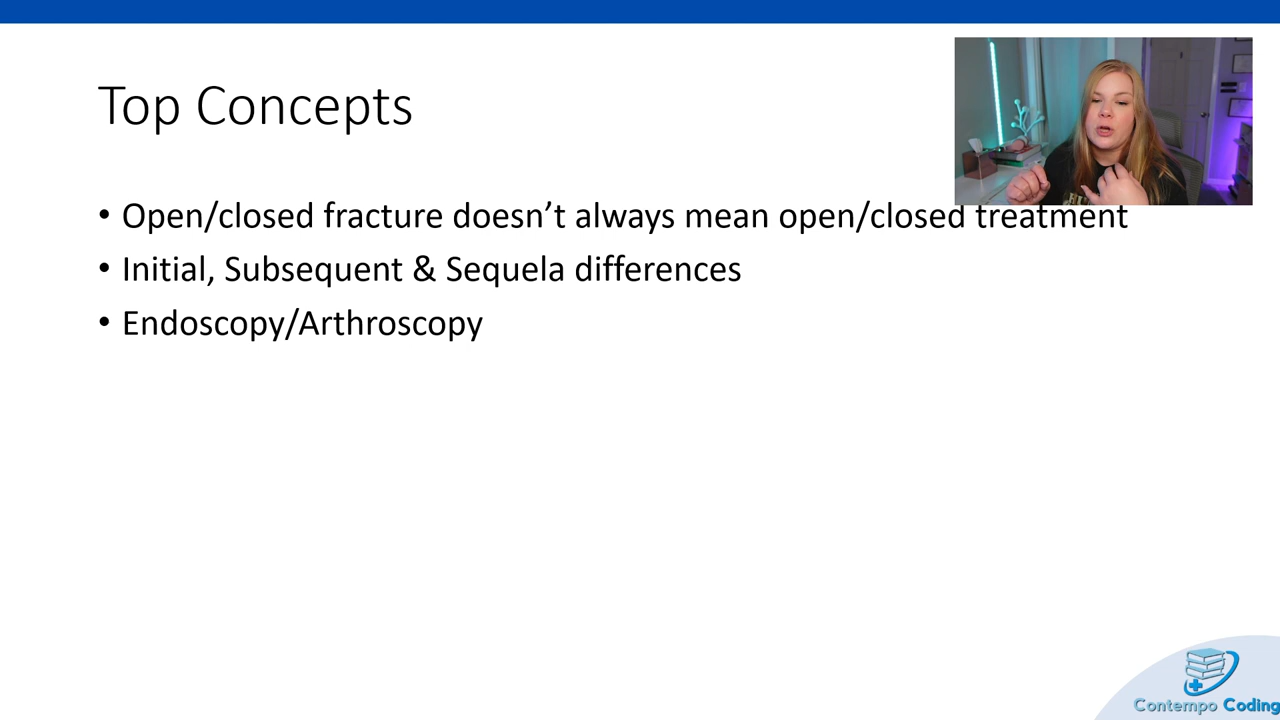 Top Concepts
• Open/closed fracture doesn’t always mean open/closed treatment
• Initial, Subsequent & Sequela differences
• Endoscopy/Arthroscopy
Contempo Coding